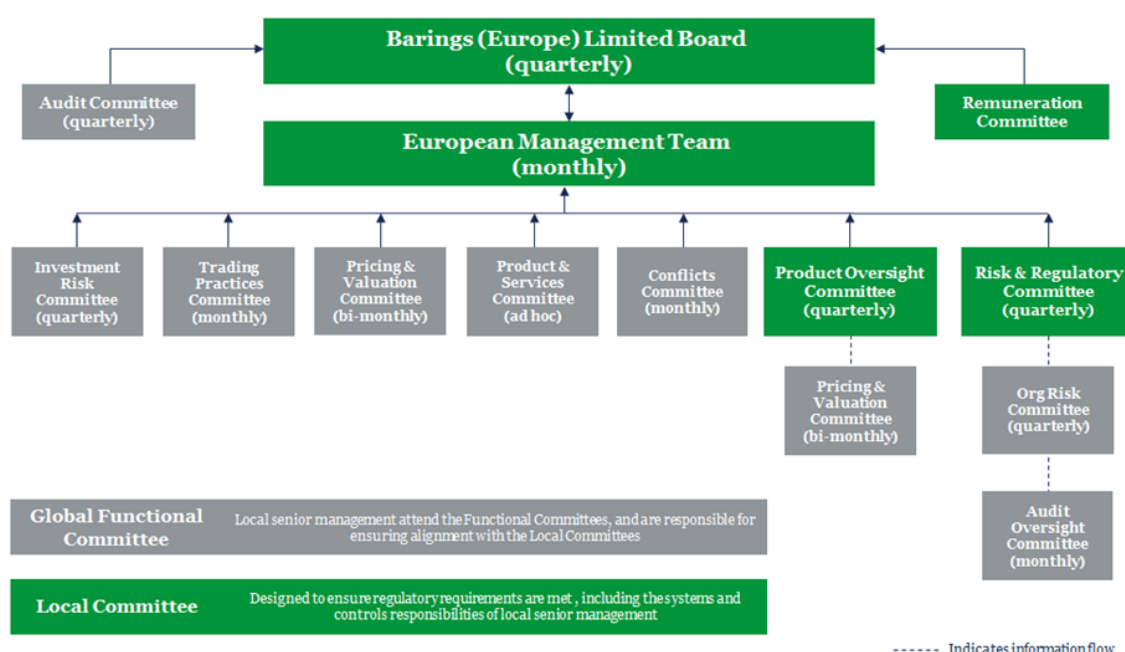 Barings (Europe) Limited Board
(quarterly)
Audit Committee
(quarterly)
Remuneration
Committee
European Management Team
(monthly)
Investment
Risk
Committee
(quarterly)
Trading
Practices
Committee
(monthly)
Pricing &
Valuation
Committee
(bi-monthly)
Product &
Services
Committee
(ad hoc)
Conflicts
Committee
(monthly)
Product Oversight
Committee
(quarterly)
Risk & Regulatory
Committee
(quarterly)
Pricing &
Valuation
Committee
(bi-monthly)
Org Risk
Committee
(quarterly)
Audit
Oversight
Committee
(monthly)
Global Functional
Committee
Local senior management attend the Functional Committees, and are responsible for
ensuring alignment with the Local Committees
Local Committee
Designed to ensure regulatory requirements are met , including the systems and
controls responsibilities of local senior management
Indicates information flow